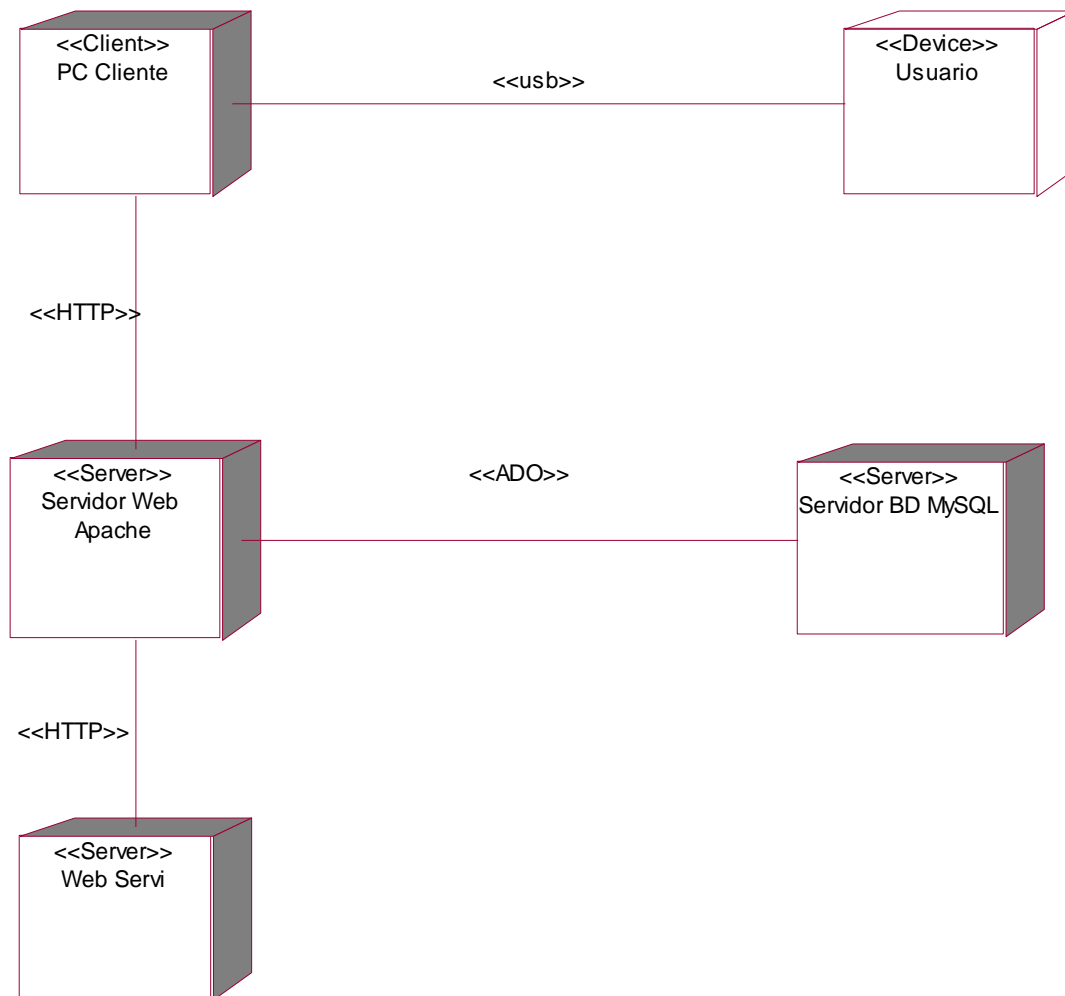 <<Client>>
PC Cliente
<<usb>>
<<Device>>
Usuario
<<HTTP>>
<<Server>>
Servidor Web
Apache
<<ADO>>
<<Server>>
Servidor BD MySQL
<<HTTP>>
<<Server>>
Web Servi